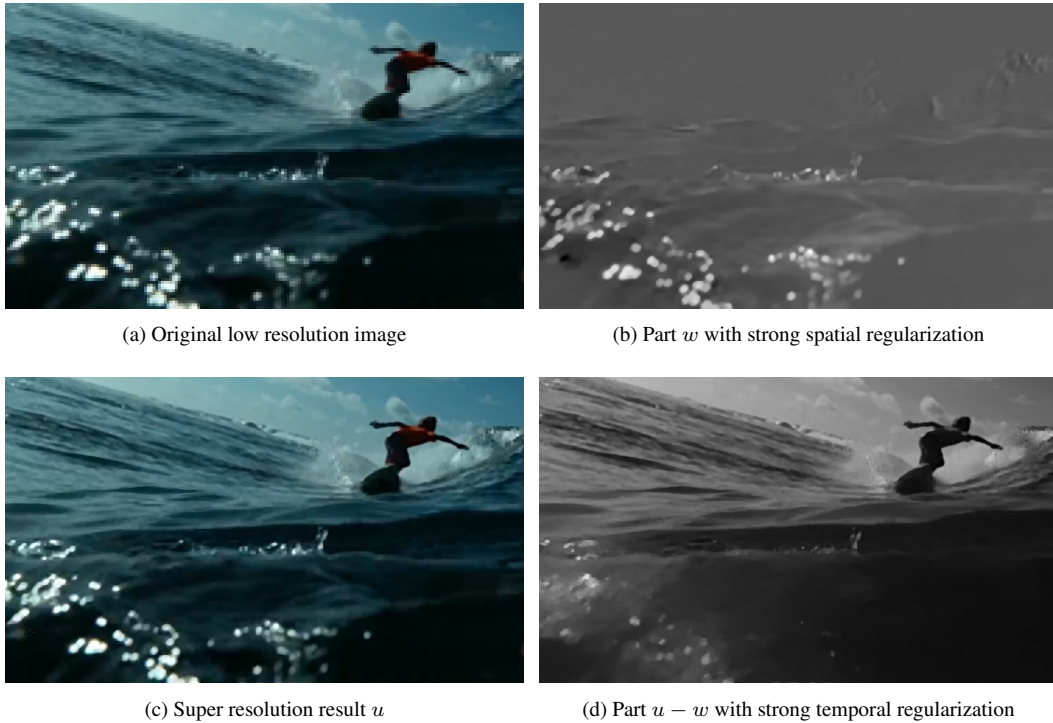 (a) Original low resolution image
(b) Part w with strong spatial regularization
(c) Super resolution result u
(d) Part u − w with strong temporal regularization